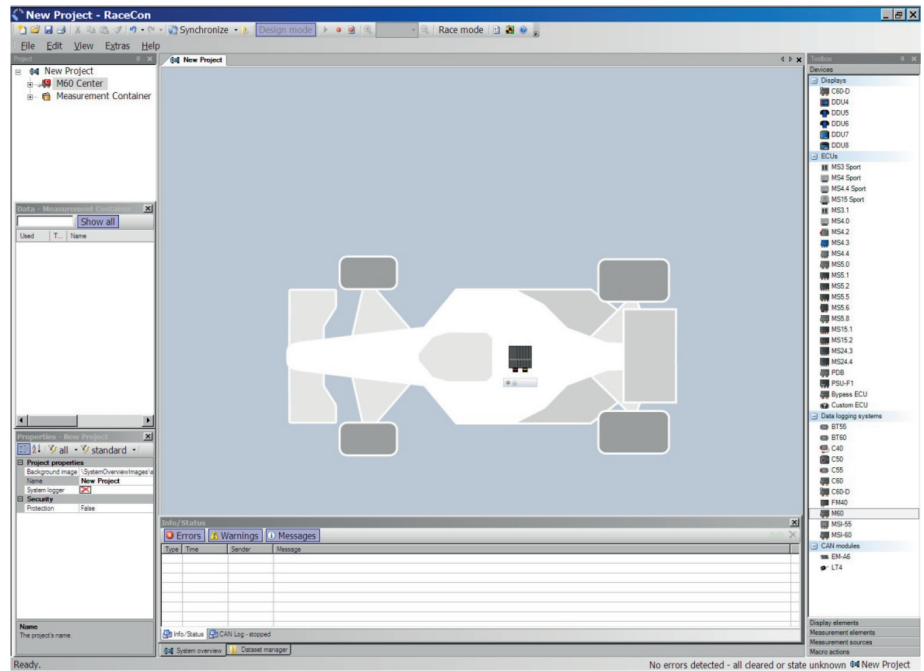 New Project - RaceCon
Synchronize
Design mode
Race mode
File Edit View Extras Help
Project
New Project
M60 Center
Measurement Container
Data - Measurement Container
Show all
Used T... Name
Properties - New Project
all standard
Project properties
Background image \SystemOverviewImages\a
Name New Project
System logger
Security
Protection False
Name
The project's name.
New Project
Info/Status
Errors Warnings Messages
Type Time Sender Message
Info/Status CAN Log - stopped
System overview Dataset manager
Toolbox
Devices
Displays
C60-D
DDU4
DDU5
DDU6
DDU7
DDU8
ECUs
MS3 Sport
MS4 Sport
MS4.4 Sport
MS15 Sport
MS3.1
MS4.0
MS4.2
MS4.3
MS4.4
MS5.0
MS5.1
MS5.2
MS5.5
MS5.6
MS5.8
MS15.1
MS15.2
MS24.3
MS24.4
PDB
PSU-F1
Bypass ECU
Custom ECU
Data logging systems
BT55
BT60
C40
C50
C55
C60
C60-D
FM40
M60
MSI-55
MSI-60
CAN modules
EM-A6
LT4
Display elements
Measurement elements
Measurement sources
Macro actions
Ready.
No errors detected - all cleared or state unknown New Project